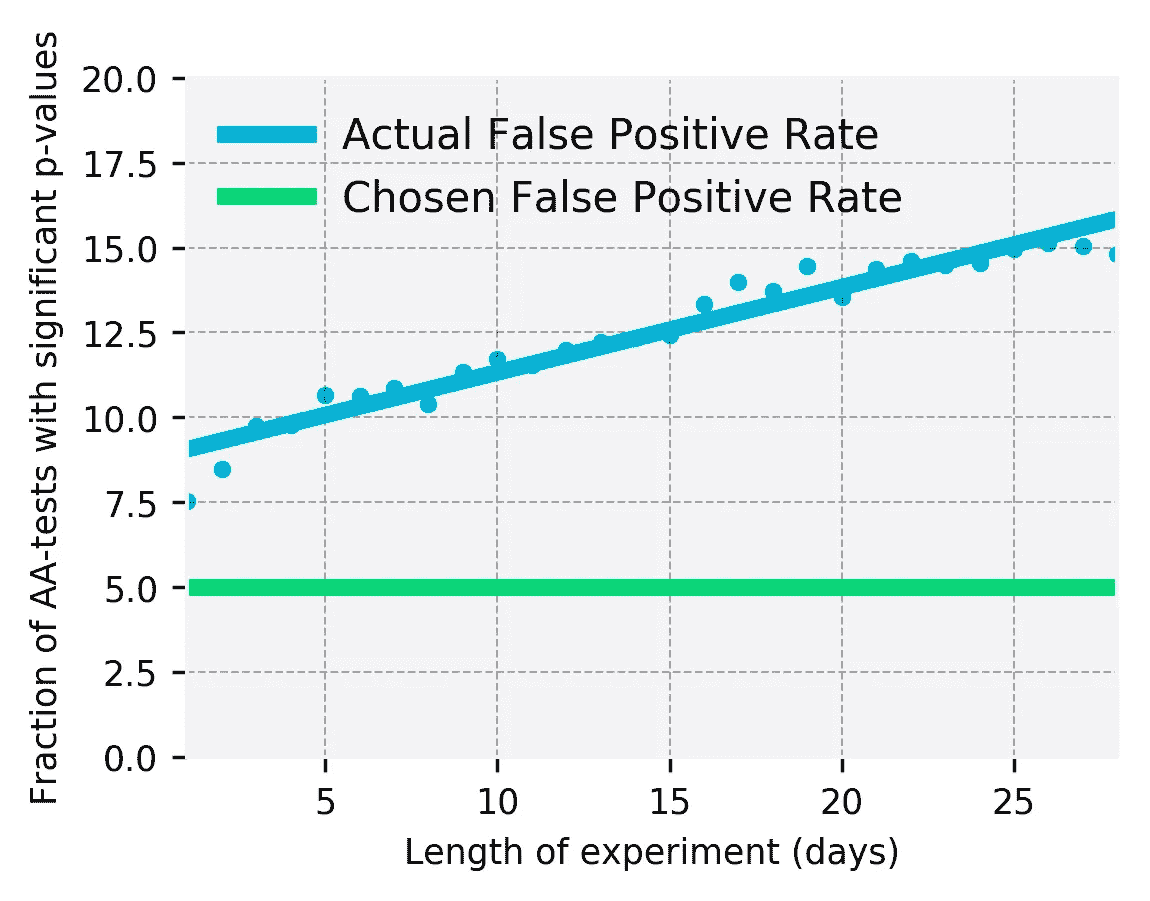 Fraction of AA-tests with significant p-values
20.0
17.5
15.0
12.5
10.0
7.5
5.0
2.5
0.0
Actual False Positive Rate
Chosen False Positive Rate
5 10 15 20 25
Length of experiment (days)